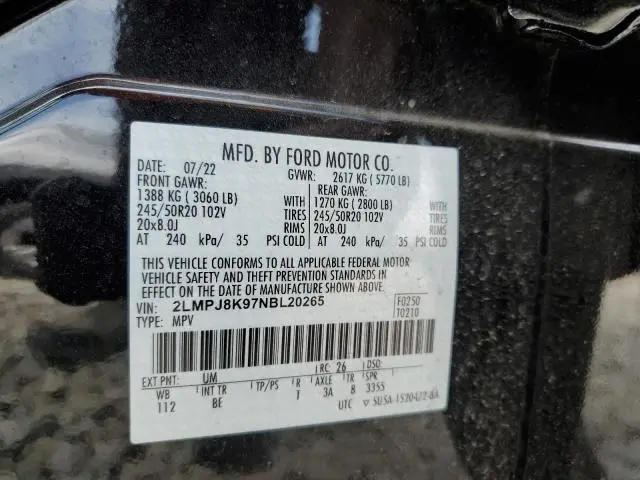 MFD. BY FORD MOTOR CO.
DATE: 07/22 GVWR: 2617 KG ( 5770 LB)
FRONT GAWR: REAR GAWR:
1388 KG ( 3060 LB) 1270 KG ( 2800 LB)
245/50R20 102V TIRES 245/50R20 102V TIRES
20x8.0J RIMS 20x8.0J RIMS
AT 240 kPa/ 35 PSI COLD AT 240 kPa/ 35 PSI COLD
THIS VEHICLE CONFORMS TO ALL APPLICABLE FEDERAL MOTOR
VEHICLE SAFETY AND THEFT PREVENTION STANDARDS IN
EFFECT ON THE DATE OF MANUFACTURE SHOWN ABOVE.
VIN: 2LMPJ8K97NBL20265 F0250
TYPE: MPV T0210
EXT PNT: UM RC: 26 DSO:
WB INT TR TP/PS R AXLE TR SPR
112 BE T 3A 8 3355
UTC